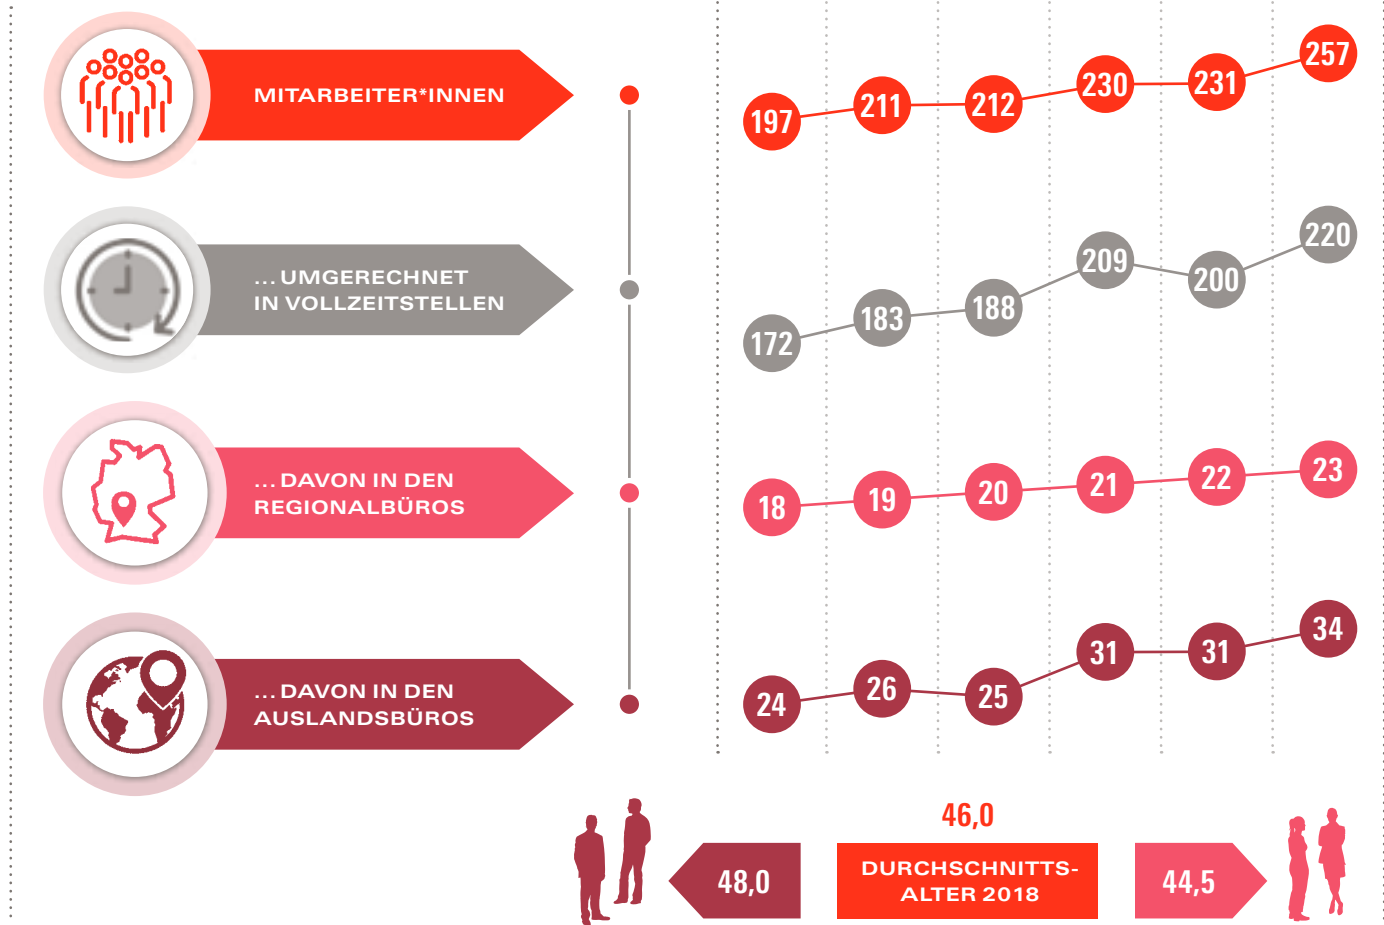 MITARBEITER*INNEN
197 211 212 230 231 257
...UMGERECHNET
IN VOLLZEITSTELLEN
172 183 188 209 200 220
...DAVON IN DEN
REGIONALBÜROS
18 19 20 21 22 23
...DAVON IN DEN
AUSLANDSBÜROS
24 26 25 31 31 34
46,0
48,0
DURCHSCHNITTS-
ALTER 2018
44,5